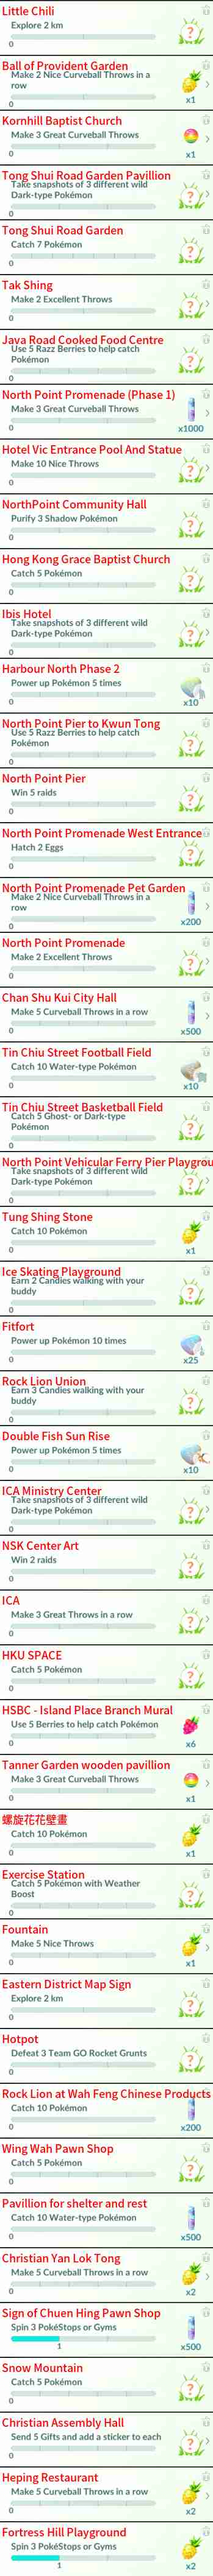 Little Chili
Explore 2 km
0
Ball of Provident Garden
Make 2 Nice Curveball Throws in a
row
0
x1
Kornhill Baptist Church
Make 3 Great Curveball Throws
0
x1
Tong Shui Road Garden Pavillion
Take snapshots of 3 different wild
Dark-type Pokémon
0
Tong Shui Road Garden
Catch 7 Pokémon
0
Tak Shing
Make 2 Excellent Throws
0
Java Road Cooked Food Centre
Use 5 Razz Berries to help catch
Pokémon
0
North Point Promenade (Phase 1)
Make 3 Great Curveball Throws
0
x1000
Hotel Vic Entrance Pool And Statue
Make 10 Nice Throws
0
NorthPoint Community Hall
Purify 3 Shadow Pokémon
0
Hong Kong Grace Baptist Church
Catch 5 Pokémon
0
Ibis Hotel
Take snapshots of 3 different wild
Dark-type Pokémon
0
Harbour North Phase 2
Power up Pokémon 5 times
0
x10
North Point Pier to Kwun Tong
Use 5 Razz Berries to help catch
Pokémon
0
North Point Pier
Win 5 raids
0
North Point Promenade West Entrance
Hatch 2 Eggs
0
North Point Promenade Pet Garden
Make 2 Nice Curveball Throws in a
row
0
x200
North Point Promenade
Make 2 Excellent Throws
0
Chan Shu Kui City Hall
Make 5 Curveball Throws in a row
0
x500
Tin Chiu Street Football Field
Catch 10 Water-type Pokémon
0
x10
Tin Chiu Street Basketball Field
Catch 5 Ghost- or Dark-type
Pokémon
0
North Point Vehicular Ferry Pier Playgrou
Take snapshots of 3 different wild
Dark-type Pokémon
0
Tung Shing Stone
Catch 10 Pokémon
0
x1
Ice Skating Playground
Earn 2 Candies walking with your
buddy
0
Fitfort
Power up Pokémon 10 times
0
x25
Rock Lion Union
Earn 3 Candies walking with your
buddy
0
Double Fish Sun Rise
Power up Pokémon 5 times
0
x10
ICA Ministry Center
Take snapshots of 3 different wild
Dark-type Pokémon
0
NSK Center Art
Win 2 raids
0
ICA
Make 3 Great Throws in a row
0
HKU SPACE
Catch 5 Pokémon
0
HSBC - Island Place Branch Mural
Use 5 Berries to help catch Pokémon
0
x6
Tanner Garden wooden pavillion
Make 3 Great Curveball Throws
0
x1
螺旋花花壁畫
Catch 10 Pokémon
0
x1
Exercise Station
Catch 5 Pokémon with Weather
Boost
0
Fountain
Make 5 Nice Throws
0
x1
Eastern District Map Sign
Explore 2 km
0
Hotpot
Defeat 3 Team GO Rocket Grunts
0
Rock Lion at Wah Feng Chinese Products
Catch 10 Pokémon
0
x200
Wing Wah Pawn Shop
Catch 5 Pokémon
0
Pavillion for shelter and rest
Catch 10 Water-type Pokémon
0
x500
Christian Yan Lok Tong
Make 5 Curveball Throws in a row
0
x2
Sign of Chuen Hing Pawn Shop
Spin 3 PokéStops or Gyms
1
x500
Snow Mountain
Catch 5 Pokémon
0
Christian Assembly Hall
Send 5 Gifts and add a sticker to each
0
Heping Restaurant
Make 5 Curveball Throws in a row
0
x2
Fortress Hill Playground
Spin 3 PokéStops or Gyms
1
x2